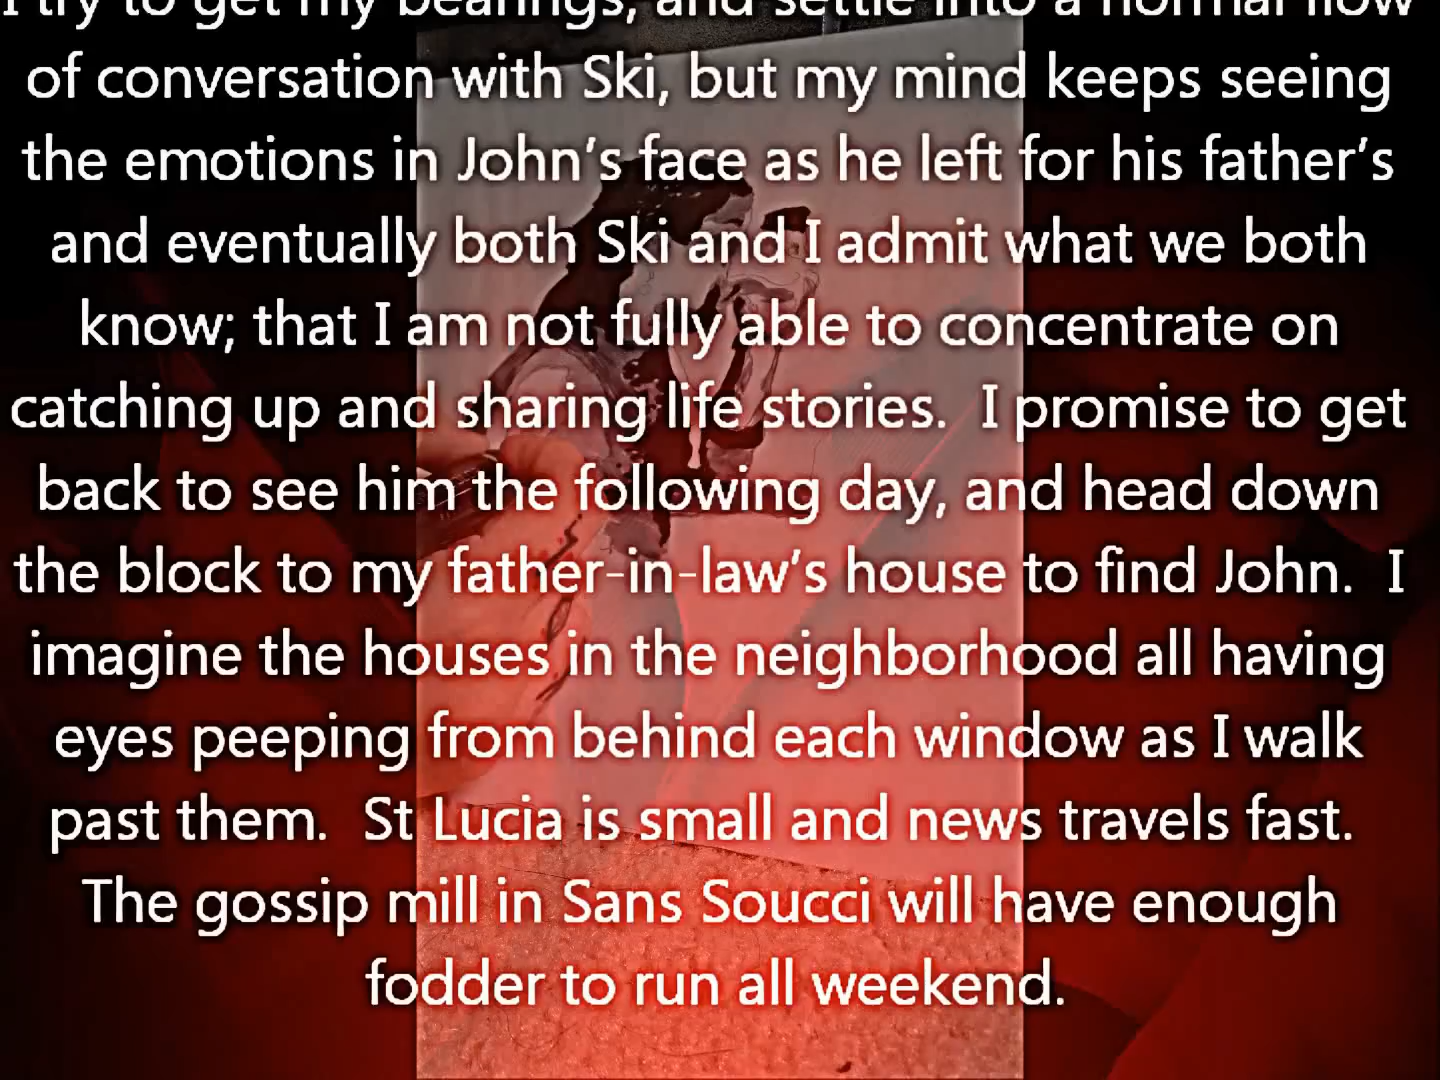 I try to get my bearings, and settle into a normal flow
of conversation with Ski, but my mind keeps seeing
the emotions in John's face as he left for his father's
and eventually both Ski and I admit what we both
know; that I am not fully able to concentrate on
catching up and sharing life stories.  I promise to get
back to see him the following day, and head down
the block to my father-in-law's house to find John.  I
imagine the houses in the neighborhood all having
eyes peeping from behind each window as I walk
past them.  St Lucia is small and news travels fast.
The gossip mill in Sans Soucci will have enough
fodder to run all weekend.